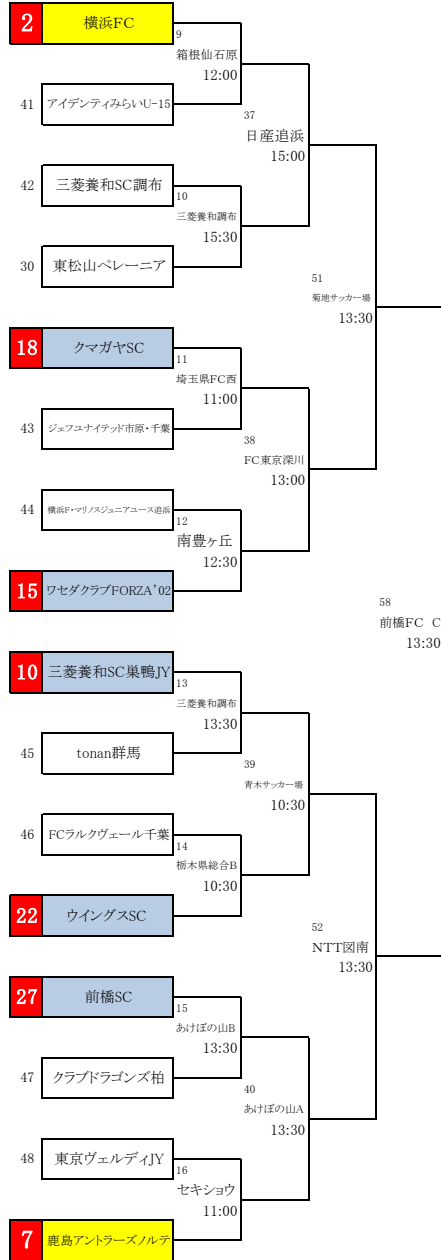 2 横浜FC
9
箱根仙石原
12:00
41 アイデンティみらいU-15
37
日産追浜
15:00
42 三菱養和SC調布
10
三菱養和調布
15:30
30 東松山ペレーニア
51
菊地サッカー場
13:30
18 クマガヤSC
11
埼玉県FC西
11:00
43 ジェフユナイテッド市原・千葉
38
FC東京深川
13:00
44 横浜F・マリノスジュニアユース追浜
12
南豊ヶ丘
12:30
15 ワセダクラブFORZA'02
58
前橋FC C
13:30
10 三菱養和SC巣鴨JY
13
三菱養和調布
13:30
45 tonan群馬
39
青木サッカー場
10:30
46 FCラルクヴェール千葉
14
栃木県総合B
10:30
22 ウイングスSC
52
NTT図南
13:30
27 前橋SC
15
あけぼの山B
13:30
47 クラブドラゴンズ柏
40
あけぼの山A
13:30
48 東京ヴェルディJY
16
セキショウ
11:00
7 鹿島アントラーズノルテ